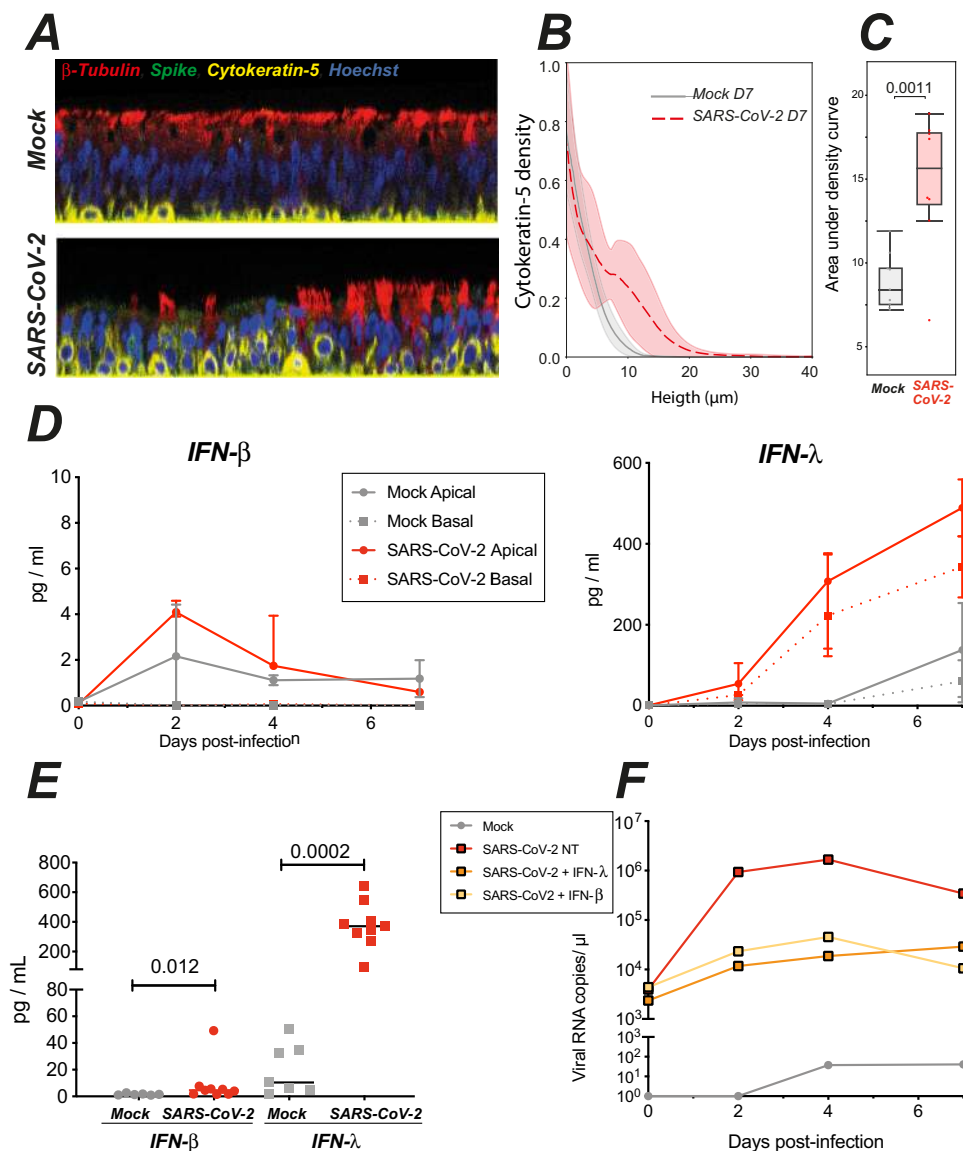 A
β-Tubulin, Spike, Cytokeratin-5, Hoechst
Mock
SARS-CoV-2
B
Cytokeratin-5 density
1.0
0.8
0.6
0.4
0.2
0.0
Mock D7
SARS-CoV-2 D7
0 10 20 30 40
Heigth (µm)
C
Area under density curve
0.0011
20
15
10
5
Mock
SARS-
CoV-2
D
IFN-β
pg / ml
10
8
6
4
2
0
Mock Apical
Mock Basal
SARS-CoV-2 Apical
SARS-CoV-2 Basal
0 2 4 6
Days post-infection
IFN-λ
pg / ml
600
400
200
0
0 2 4 6
Days post-infection
E
pg / mL
800
600
400
200
60
40
20
0
0.012
0.0002
Mock SARS-CoV-2 Mock SARS-CoV-2
IFN-β IFN-λ
F
Mock
SARS-CoV-2 NT
SARS-CoV-2 + IFN-λ
SARS-CoV2 + IFN-β
Viral RNA copies/ µl
10⁷
10⁶
10⁵
10⁴
10³
10²
10¹
10⁰
0 2 4 6
Days post-infection